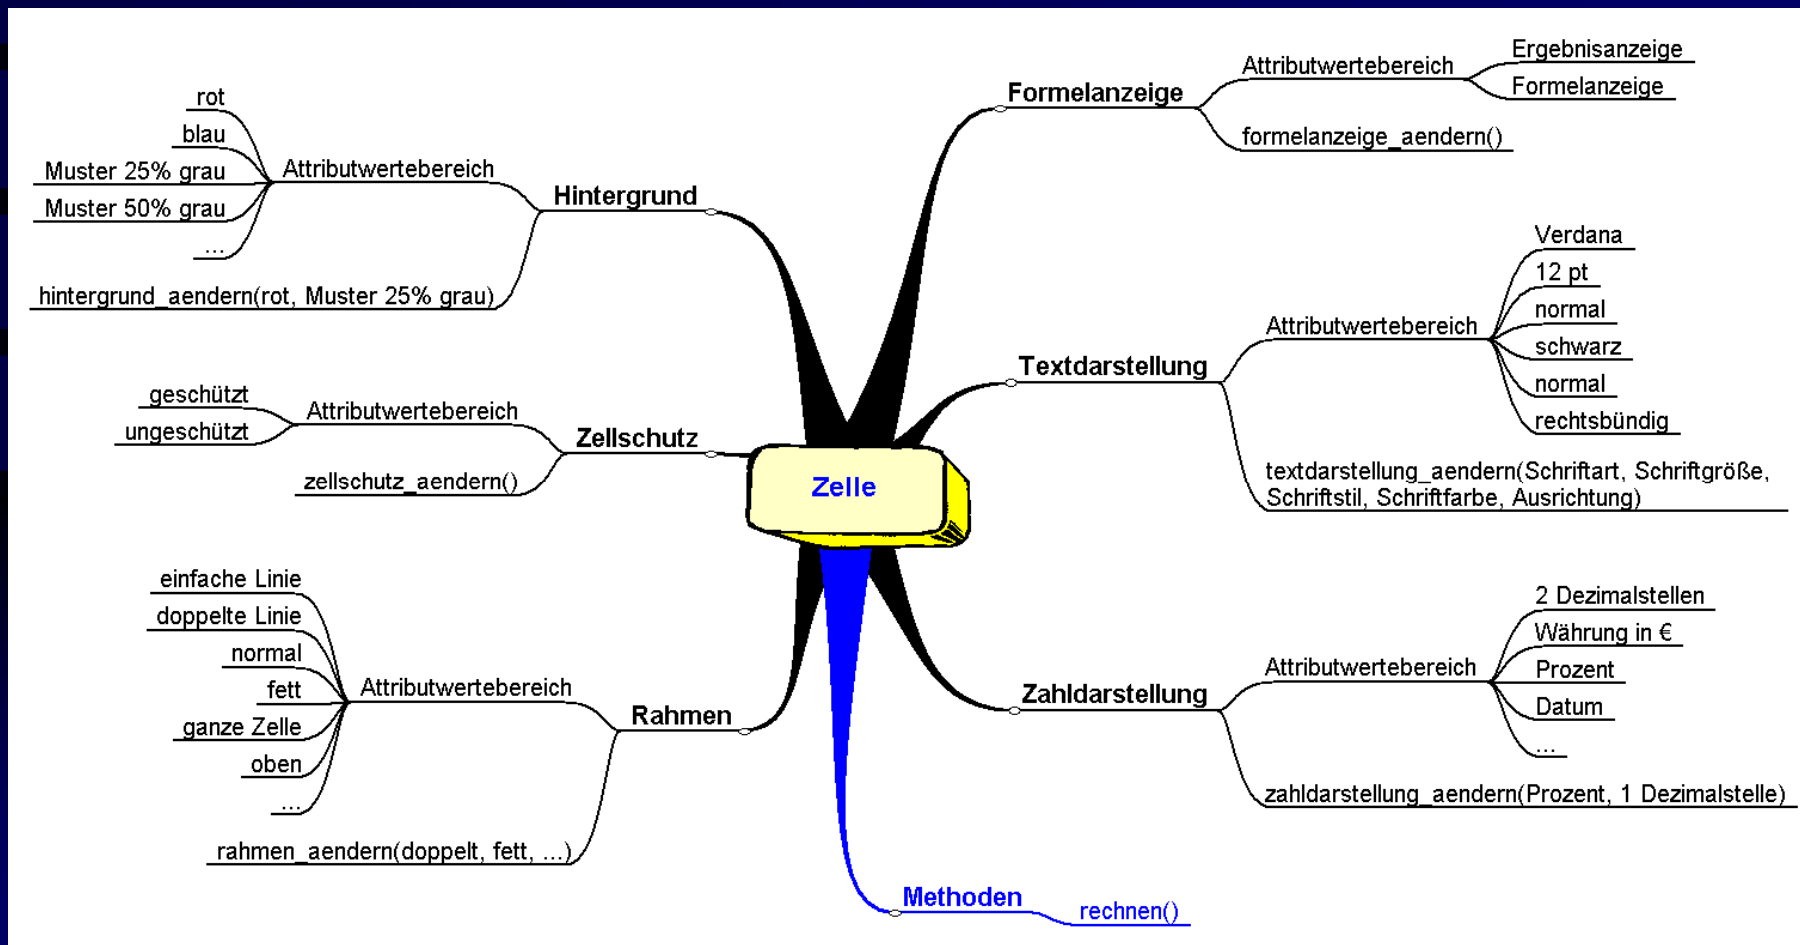 Zelle
Formelanzeige
Attributwertebereich
Ergebnisanzeige
Formelanzeige
formelanzeige_aendern()
Textdarstellung
Attributwertebereich
Verdana
12 pt
normal
schwarz
normal
rechtsbündig
textdarstellung_aendern(Schriftart, Schriftgröße,
Schriftstil, Schriftfarbe, Ausrichtung)
Zahldarstellung
Attributwertebereich
2 Dezimalstellen
Währung in €
Prozent
Datum
...
zahldarstellung_aendern(Prozent, 1 Dezimalstelle)
Methoden
rechnen()
Hintergrund
Attributwertebereich
rot
blau
Muster 25% grau
Muster 50% grau
...
hintergrund_aendern(rot, Muster 25% grau)
Zellschutz
Attributwertebereich
geschützt
ungeschützt
zellschutz_aendern()
Rahmen
Attributwertebereich
einfache Linie
doppelte Linie
normal
fett
ganze Zelle
oben
...
rahmen_aendern(doppelt, fett, ...)